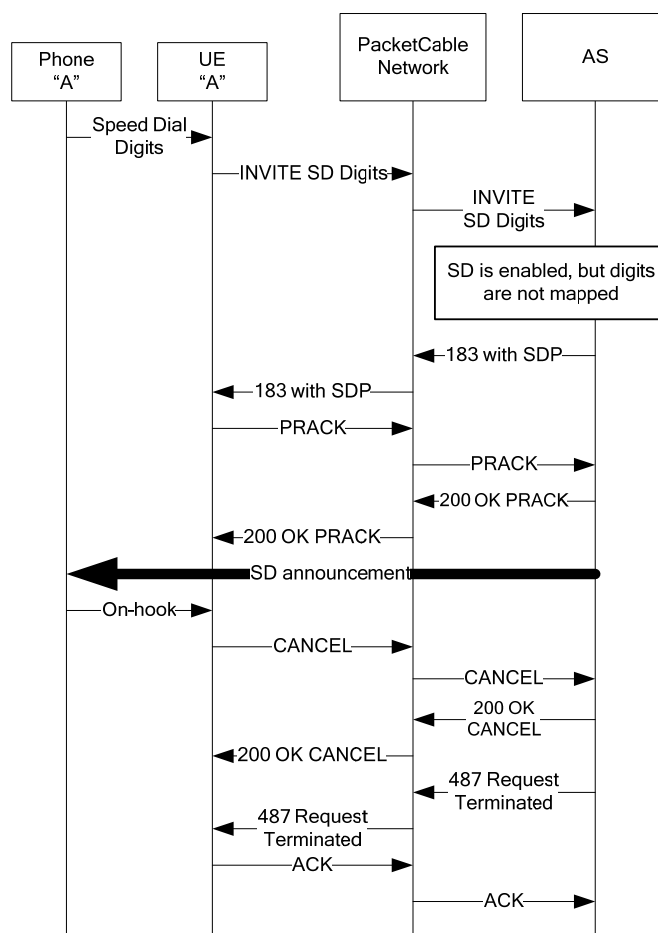 Phone
“A”
UE
“A”
PacketCable
Network
AS
Speed Dial
Digits
INVITE SD Digits
INVITE
SD Digits
SD is enabled, but digits
are not mapped
183 with SDP
183 with SDP
PRACK
PRACK
200 OK PRACK
200 OK PRACK
SD announcement
On-hook
CANCEL
CANCEL
200 OK
CANCEL
200 OK CANCEL
487 Request
Terminated
487 Request
Terminated
ACK
ACK